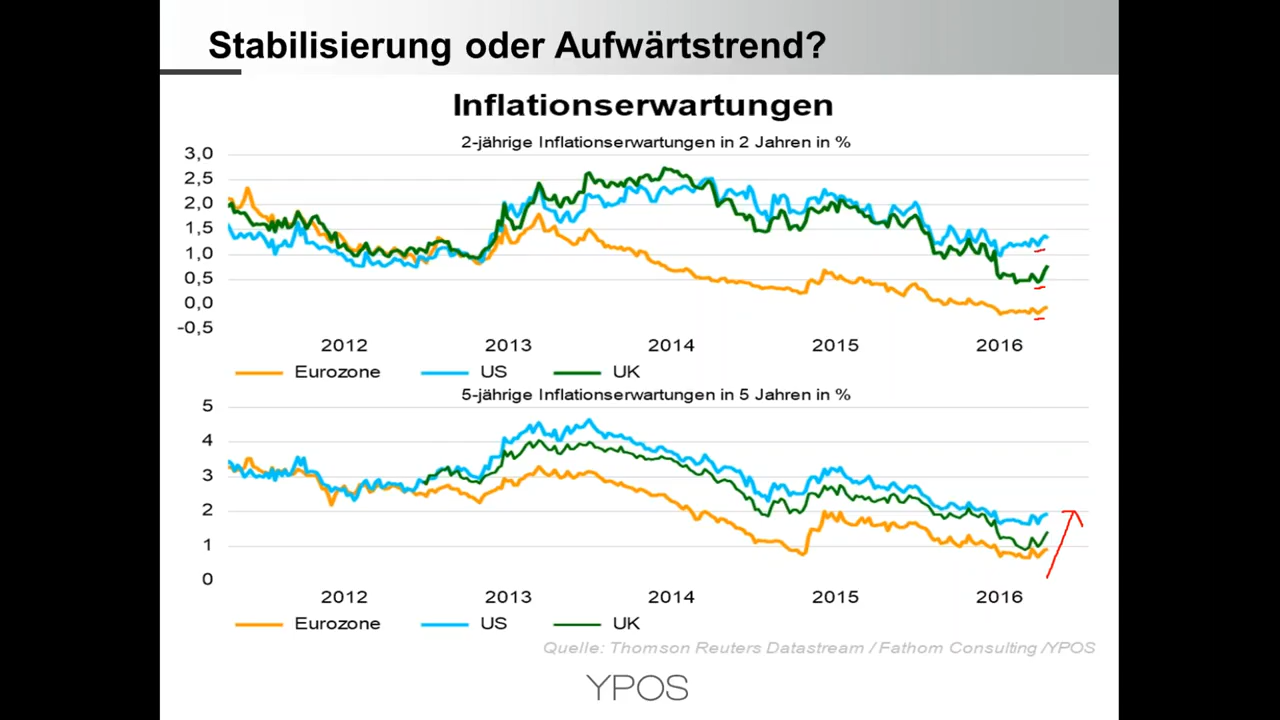 Stabilisierung oder Aufwärtstrend?
Inflationserwartungen
2-jährige Inflationserwartungen in 2 Jahren in %
3,0
2,5
2,0
1,5
1,0
0,5
0,0
-0,5
2012 2013 2014 2015 2016
Eurozone US UK
5-jährige Inflationserwartungen in 5 Jahren in %
5
4
3
2
1
0
2012 2013 2014 2015 2016
Eurozone US UK
Quelle: Thomson Reuters Datastream / Fathom Consulting /YPOS
YPOS